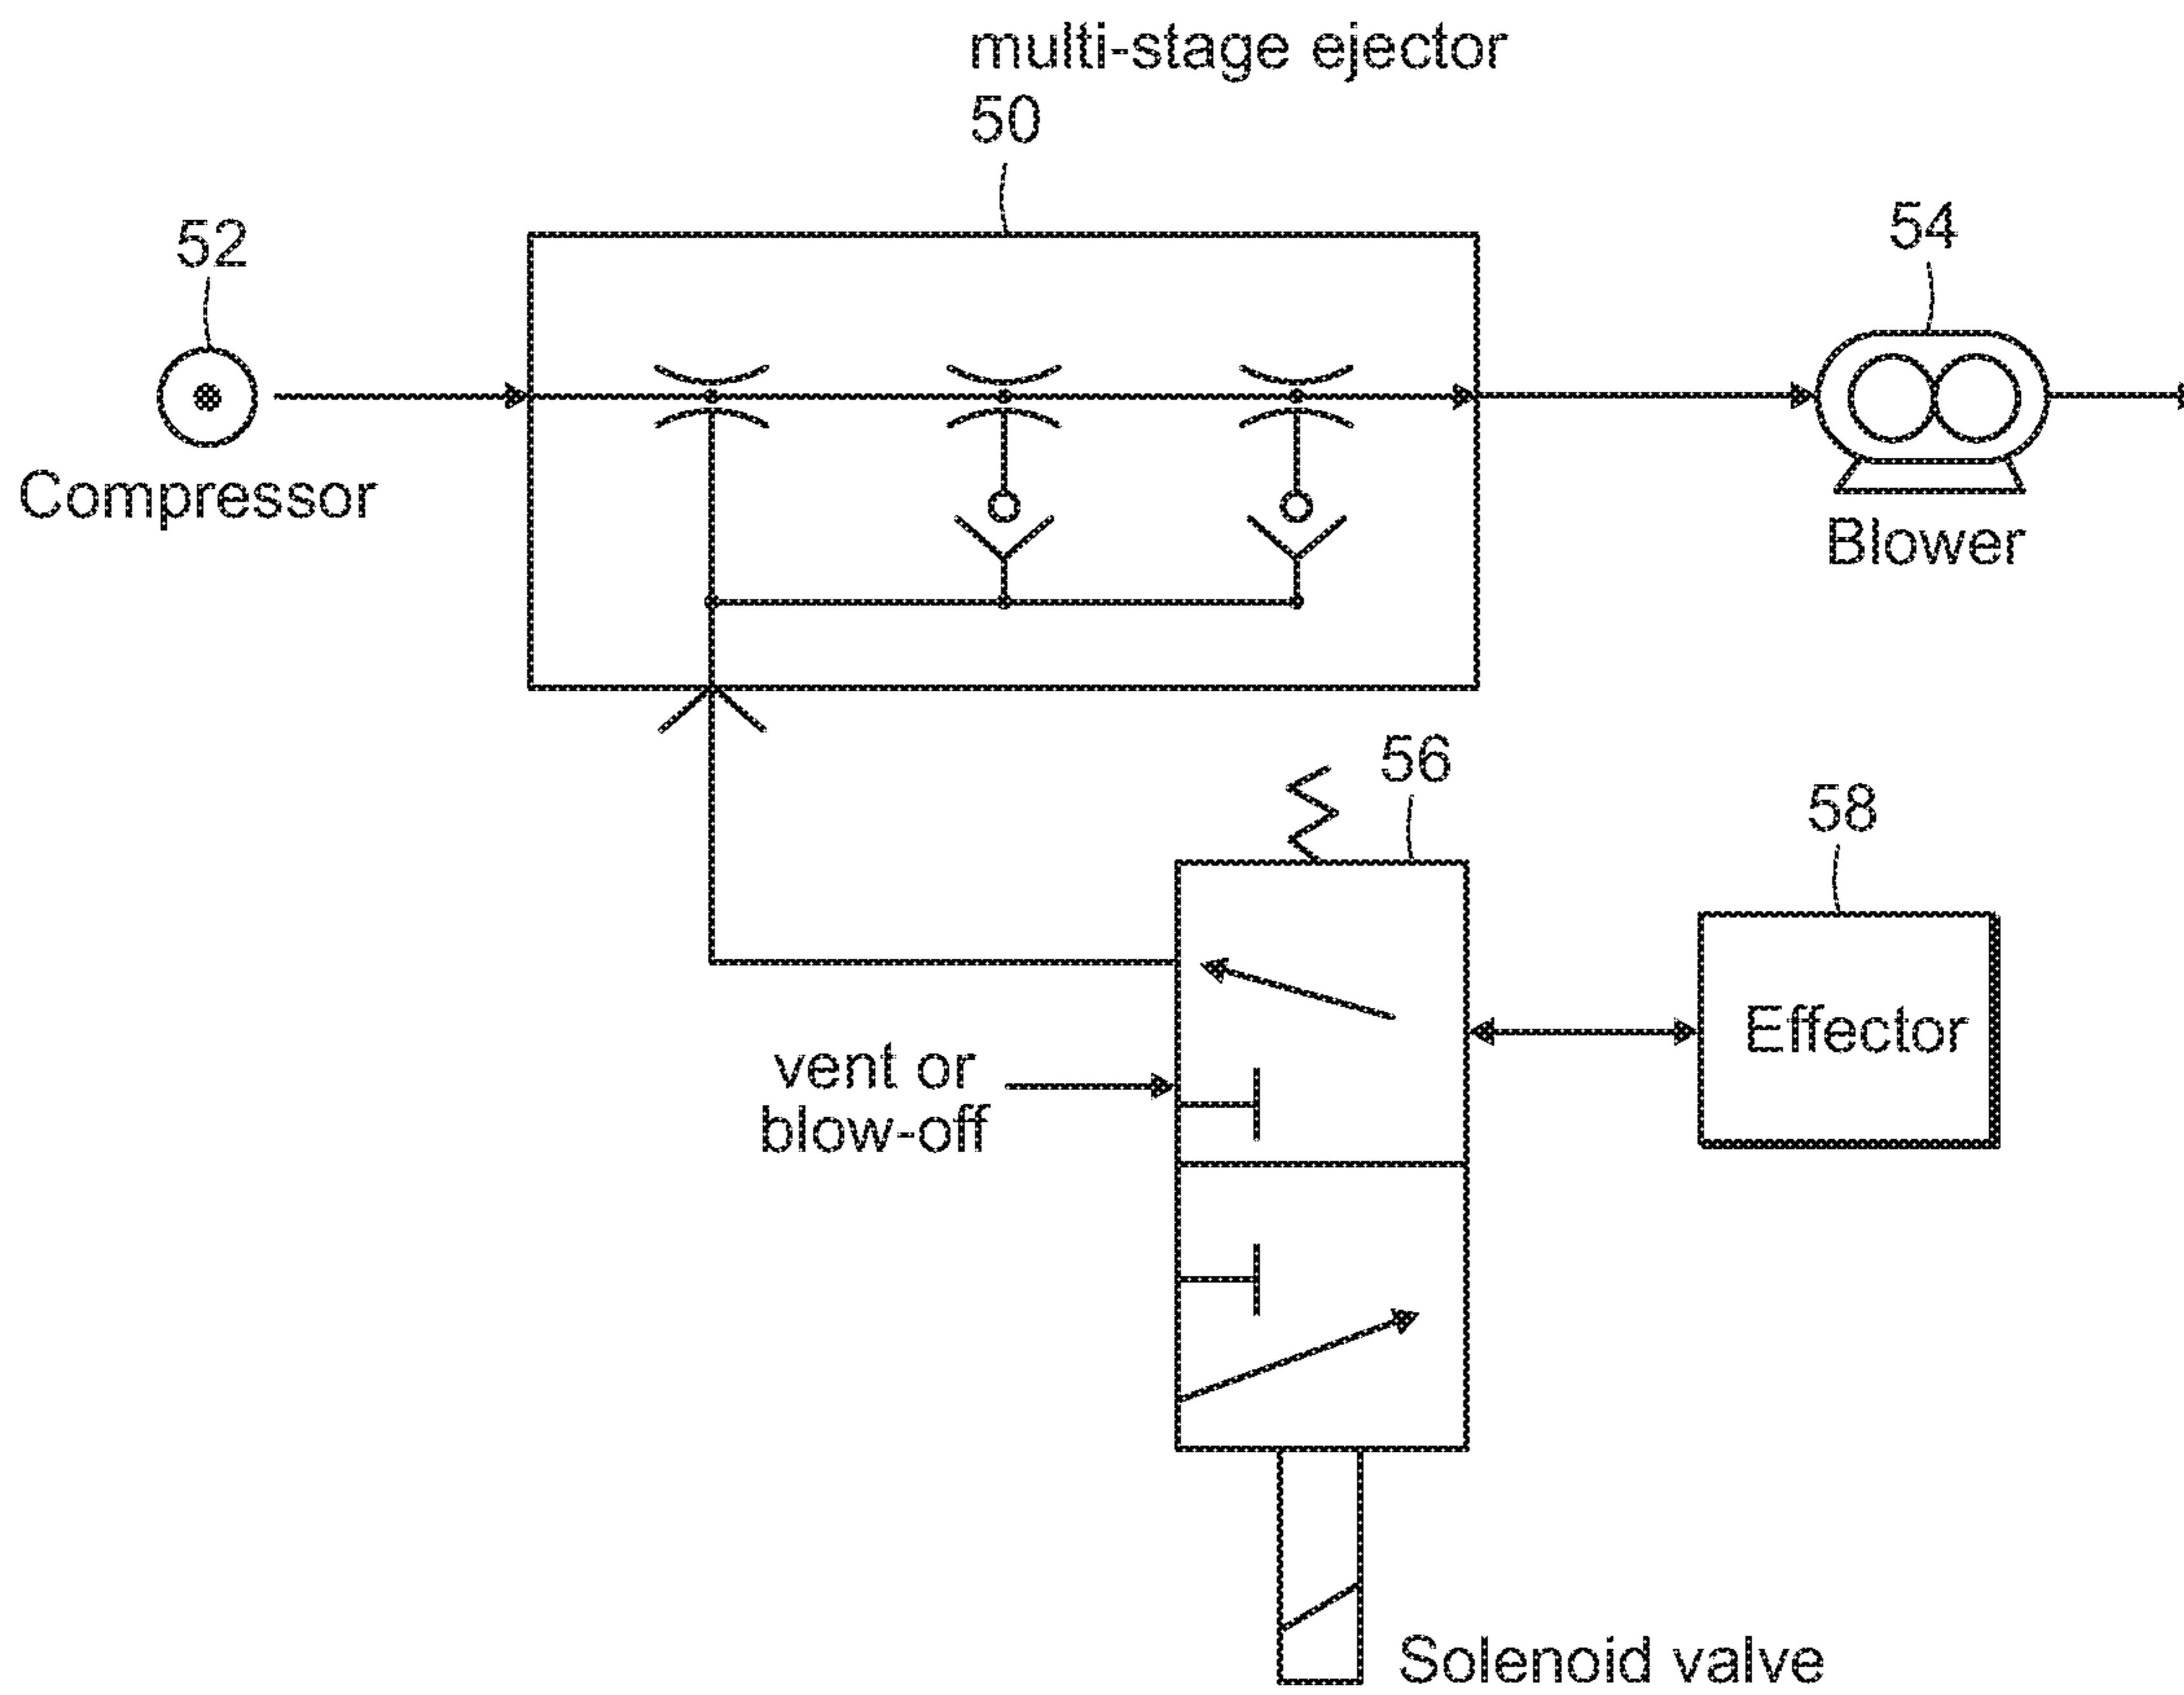 multi-stage ejector
50
52
54
Compressor
Blower
56
58
Effector
vent or
blow-off
Solenoid valve